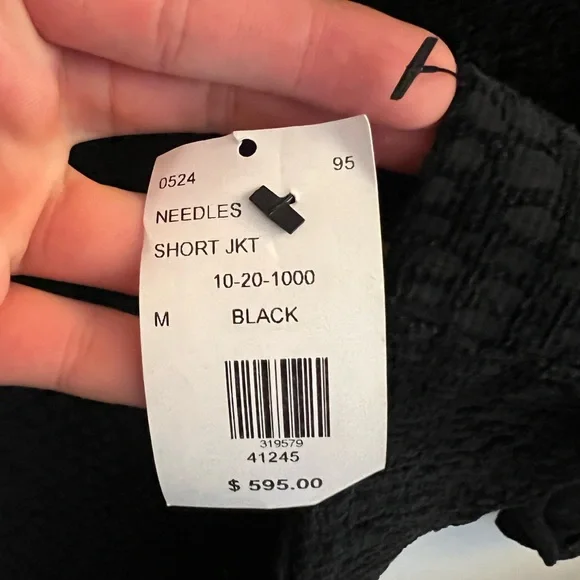 0524 95
NEEDLES
SHORT JKT
10-20-1000
M BLACK
319579
41245
$ 595.00